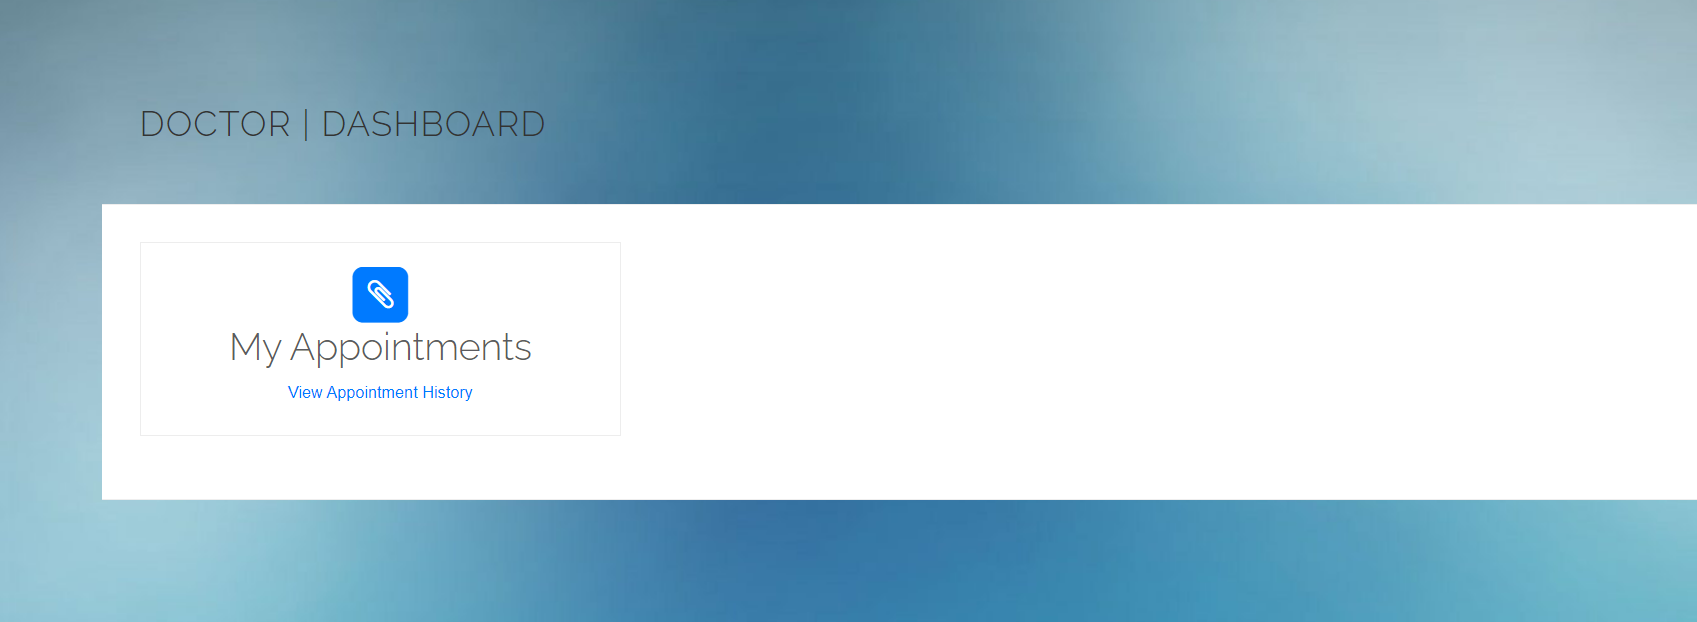 DOCTOR | DASHBOARD
My Appointments
View Appointment History